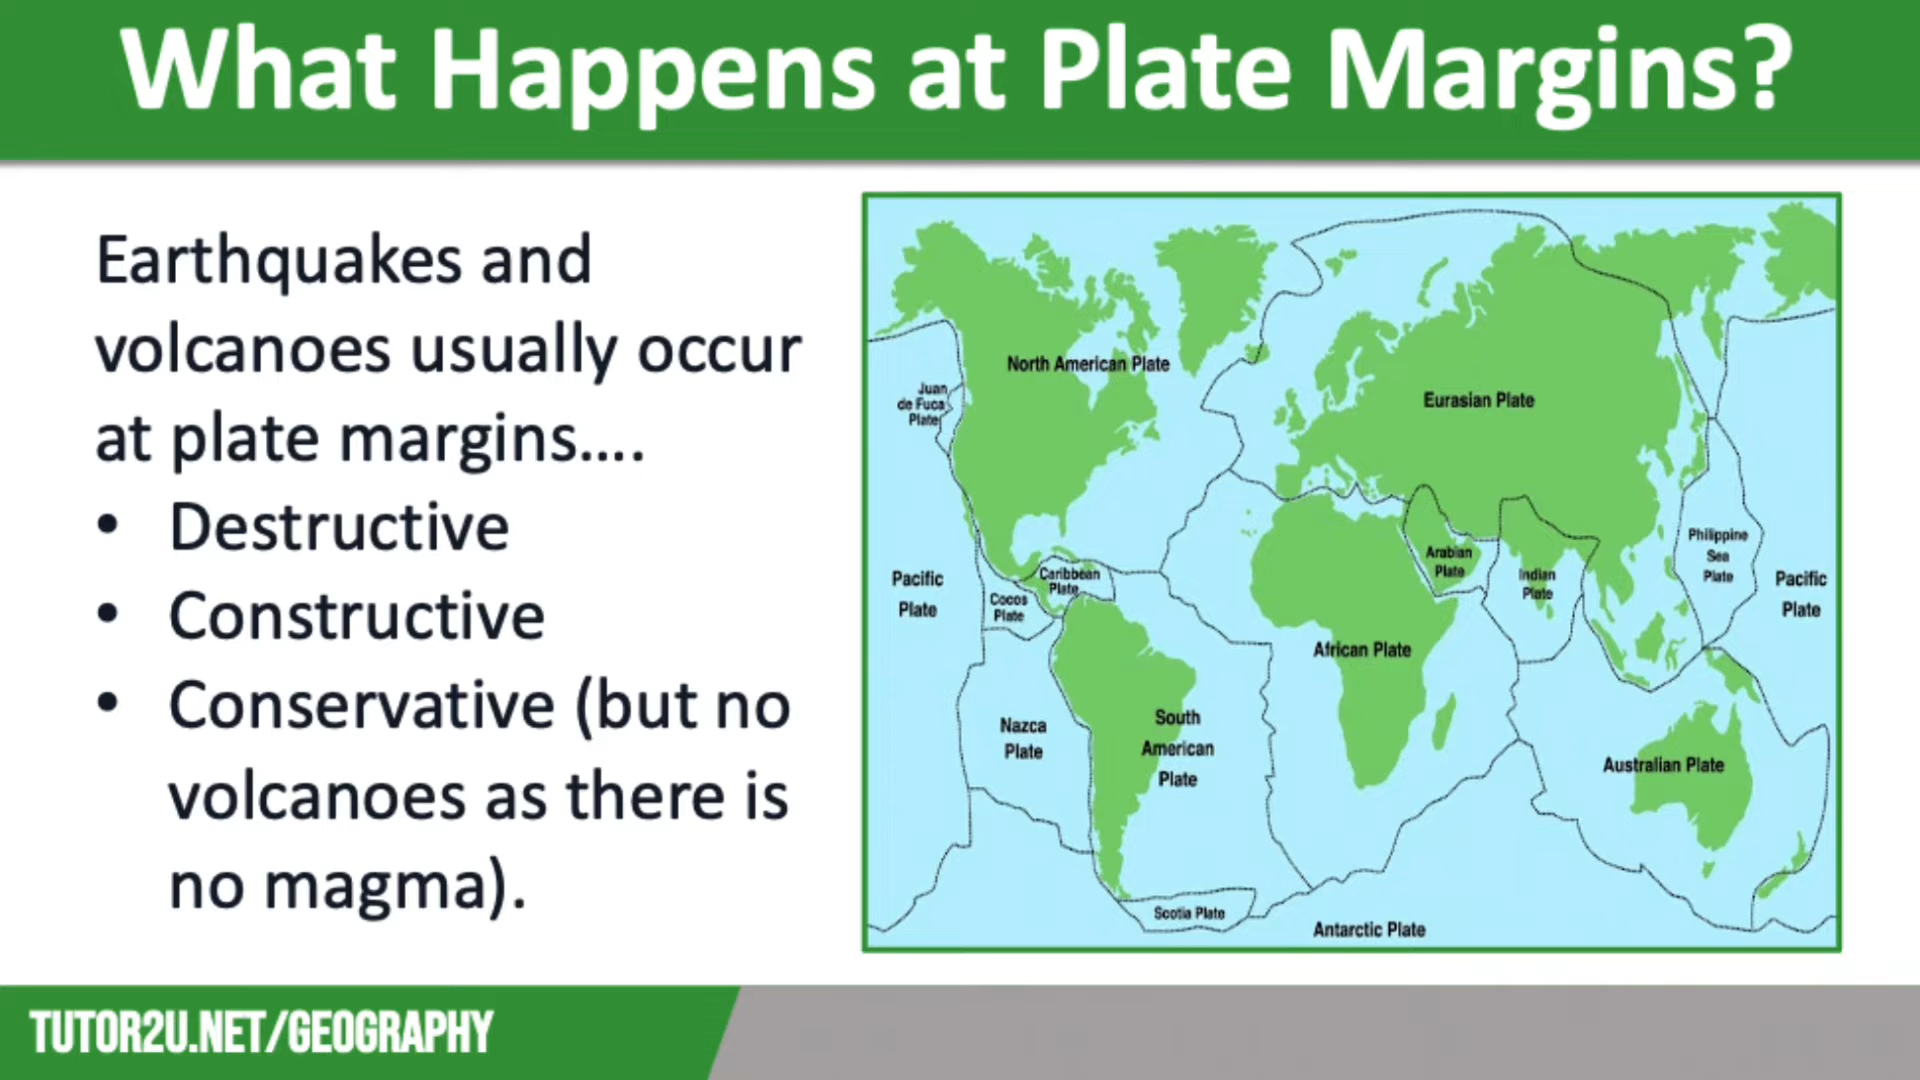 What Happens at Plate Margins?
Earthquakes and
volcanoes usually occur
at plate margins....
• Destructive
• Constructive
• Conservative (but no
volcanoes as there is
no magma).
North American Plate
Juan
de Fuca
Plate
Eurasian Plate
Pacific
Plate
Cocos
Plate
Caribbean
Plate
Arabian
Plate
Indian
Plate
Philippine
Sea
Plate
Pacific
Plate
African Plate
Nazca
Plate
South
American
Plate
Australian Plate
Scotia Plate
Antarctic Plate
TUTOR2U.NET/GEOGRAPHY